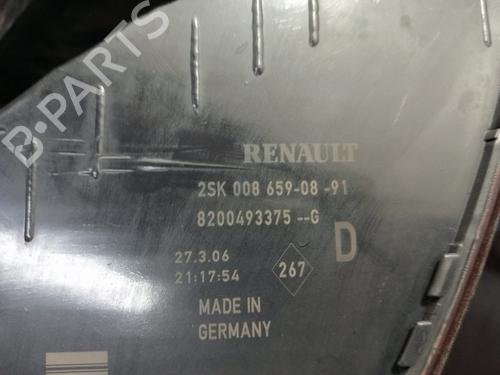 B-PARTS
RENAULT
2SK 008 659-08 -91
8200493375 --G
D
27.3.06
21:17:54
267
MADE IN
GERMANY